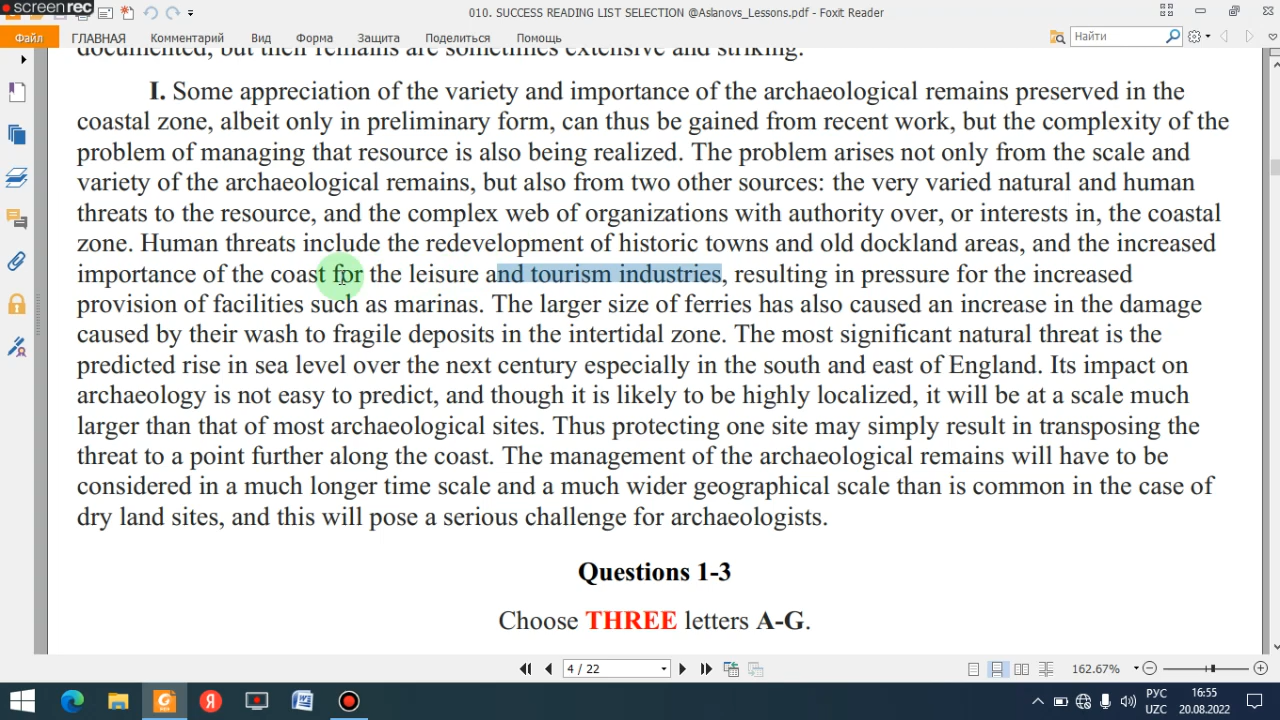 screenrec
010. SUCCESS READING LIST SELECTION @Aslanovs_Lessons.pdf - Foxit Reader
Файл ГЛАВНАЯ Комментарий Вид Форма Защита Поделиться Помощь Найти
documented, but then remains are sometimes extensive and striking.
I. Some appreciation of the variety and importance of the archaeological remains preserved in the
coastal zone, albeit only in preliminary form, can thus be gained from recent work, but the complexity of the
problem of managing that resource is also being realized. The problem arises not only from the scale and
variety of the archaeological remains, but also from two other sources: the very varied natural and human
threats to the resource, and the complex web of organizations with authority over, or interests in, the coastal
zone. Human threats include the redevelopment of historic towns and old dockland areas, and the increased
importance of the coast for the leisure and tourism industries, resulting in pressure for the increased
provision of facilities such as marinas. The larger size of ferries has also caused an increase in the damage
caused by their wash to fragile deposits in the intertidal zone. The most significant natural threat is the
predicted rise in sea level over the next century especially in the south and east of England. Its impact on
archaeology is not easy to predict, and though it is likely to be highly localized, it will be at a scale much
larger than that of most archaeological sites. Thus protecting one site may simply result in transposing the
threat to a point further along the coast. The management of the archaeological remains will have to be
considered in a much longer time scale and a much wider geographical scale than is common in the case of
dry land sites, and this will pose a serious challenge for archaeologists.
Questions 1-3
Choose THREE letters A-G.
4 / 22 162.67%
РУС 16:55
UZC 20.08.2022